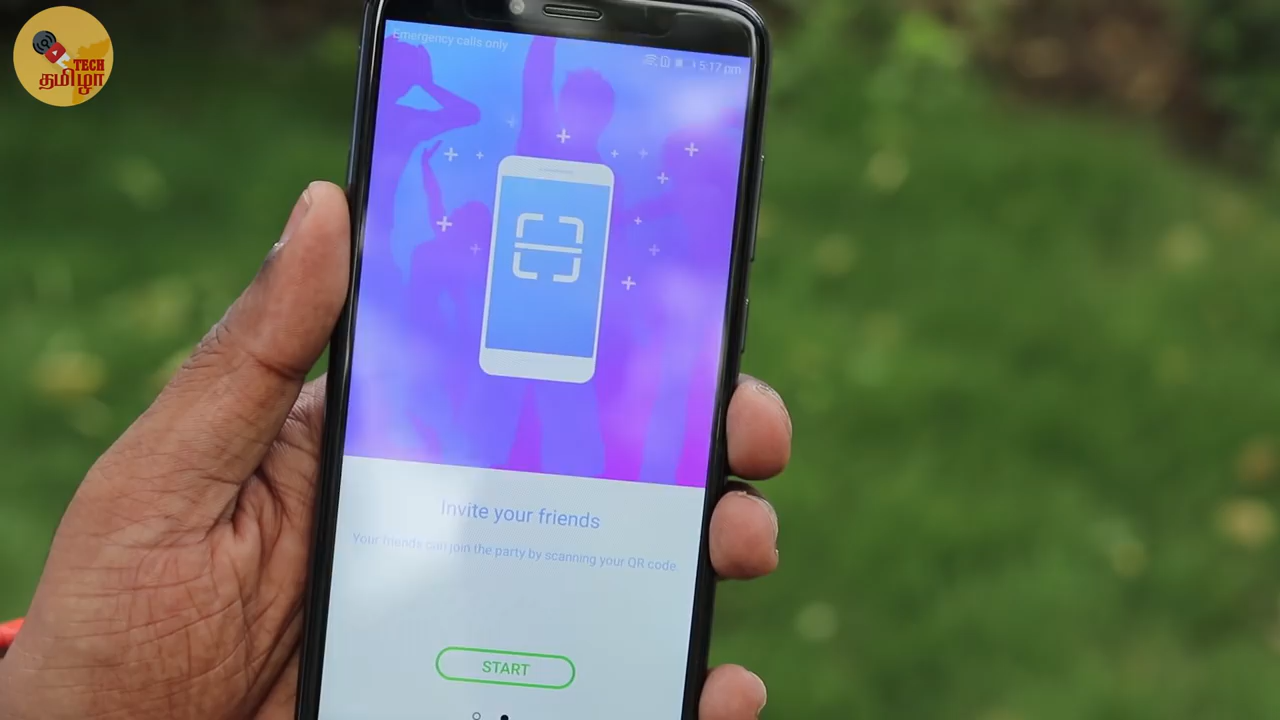 TECH
தமிழா
Emergency calls only
5:17 pm
Invite your friends
Your friends can join the party by scanning your QR code.
START